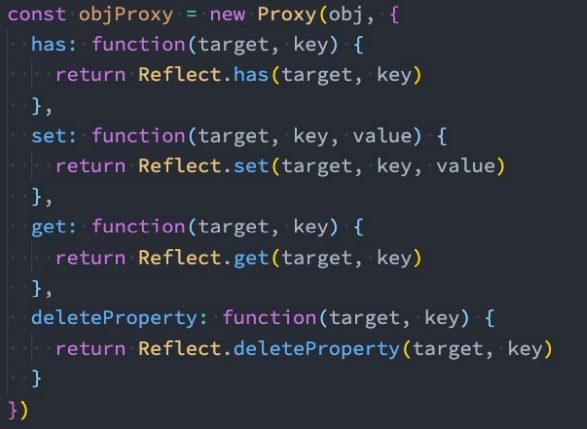 const objProxy = new Proxy(obj, {
  has: function(target, key) {
    return Reflect.has(target, key)
  },
  set: function(target, key, value) {
    return Reflect.set(target, key, value)
  },
  get: function(target, key) {
    return Reflect.get(target, key)
  },
  deleteProperty: function(target, key) {
    return Reflect.deleteProperty(target, key)
  }
})